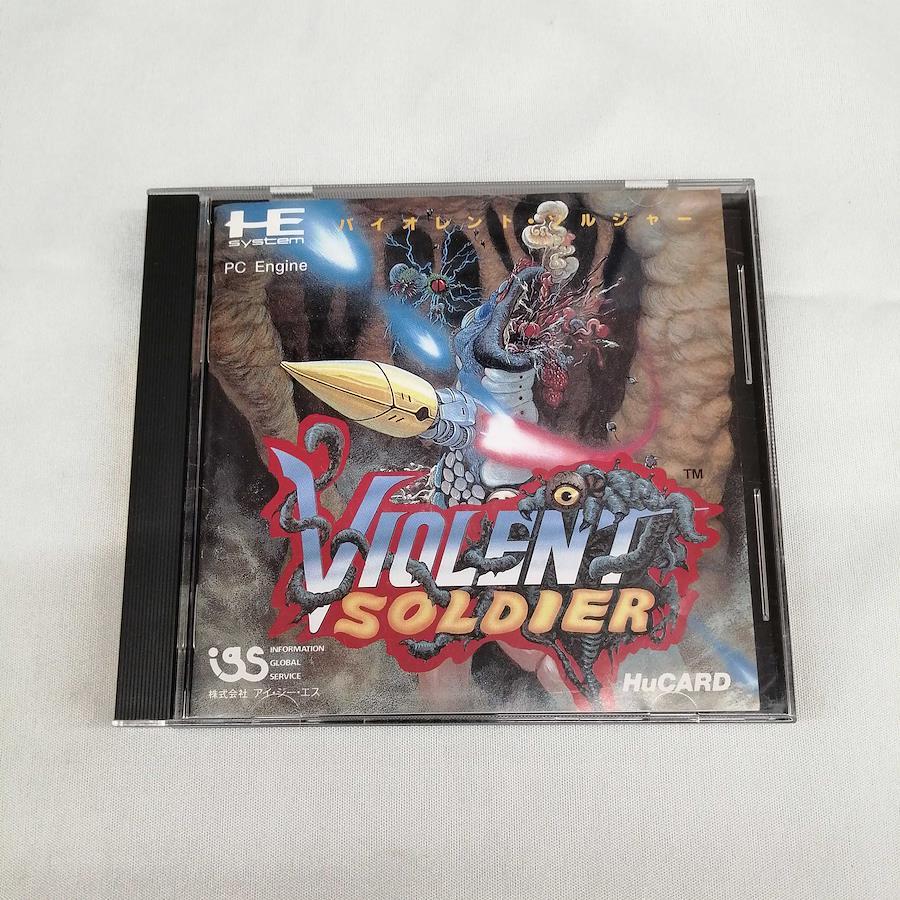 HE
system
バイオレント・ソルジャー
PC Engine
TM
VIOLENT
SOLDIER
igs
INFORMATION
GLOBAL
SERVICE
株式会社 アイ・ジー・エス
HuCARD